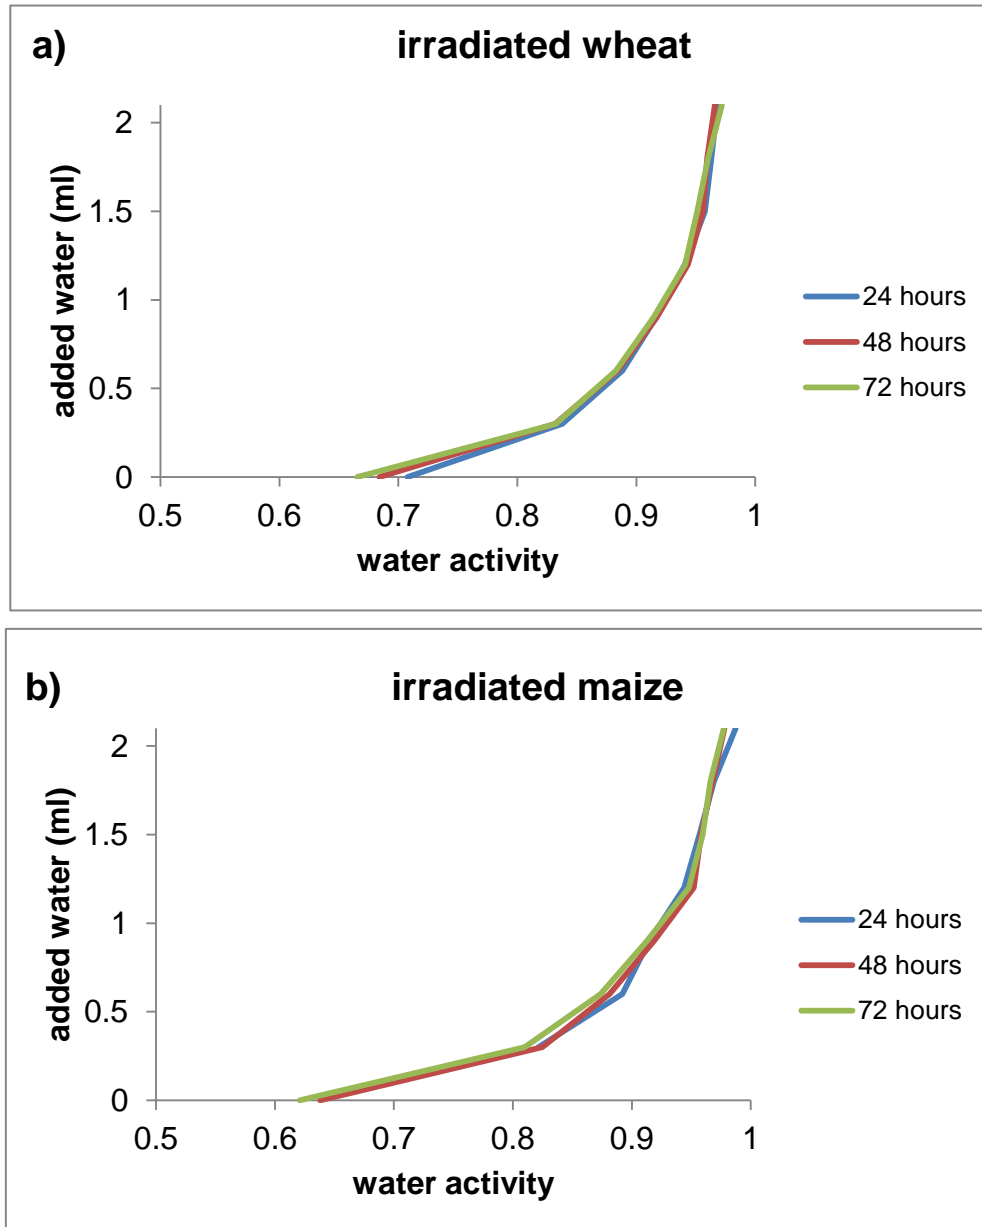 a)
irradiated wheat
added water (ml)
2
1.5
1
0.5
0
0.5 0.6 0.7 0.8 0.9 1
water activity
24 hours
48 hours
72 hours
b)
irradiated maize
added water (ml)
2
1.5
1
0.5
0
0.5 0.6 0.7 0.8 0.9 1
water activity
24 hours
48 hours
72 hours